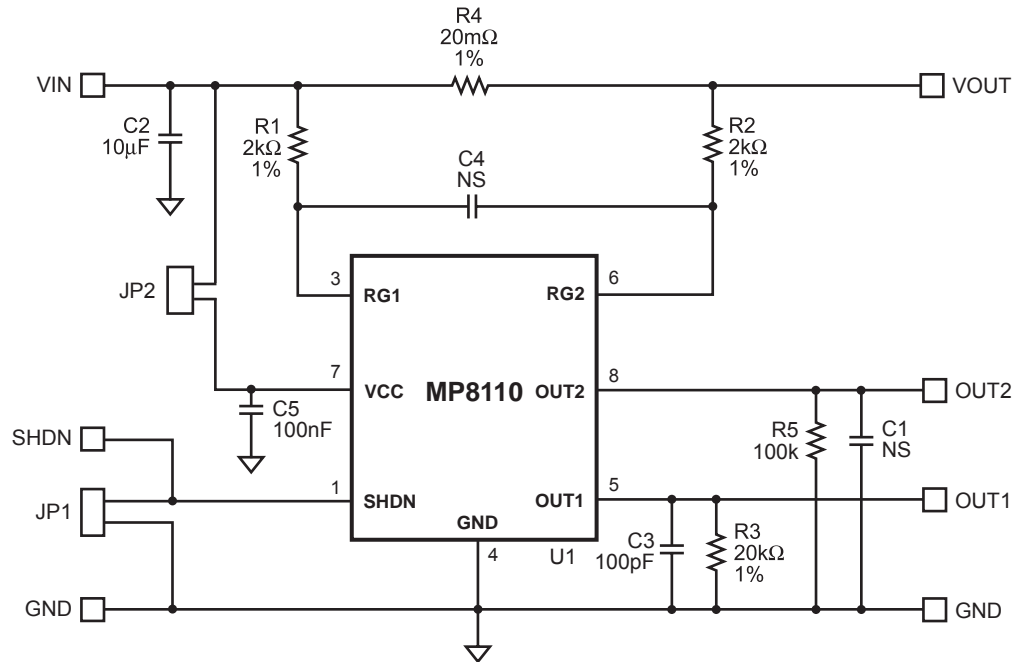 R4
20mΩ
1%
VIN
VOUT
C2
10µF
R1
2kΩ
1%
C4
NS
R2
2kΩ
1%
JP2
3
RG1
6
RG2
7
VCC
MP8110
OUT2
8
OUT2
C5
100nF
R5
100k
C1
NS
SHDN
JP1
1
SHDN
OUT1
5
OUT1
GND
4
U1
C3
100pF
R3
20kΩ
1%
GND
GND